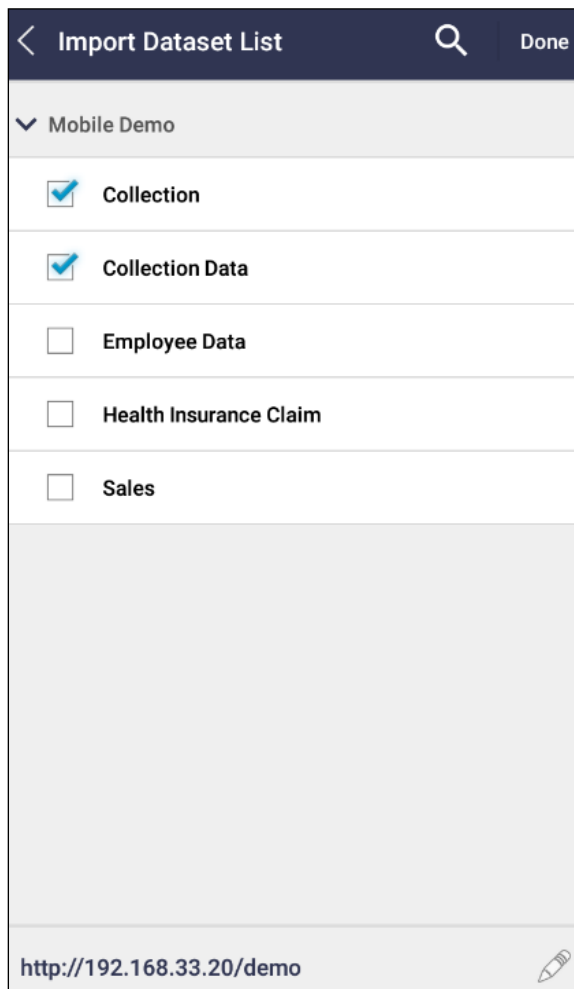 Import Dataset List Done
Mobile Demo
Collection
Collection Data
Employee Data
Health Insurance Claim
Sales
http://192.168.33.20/demo